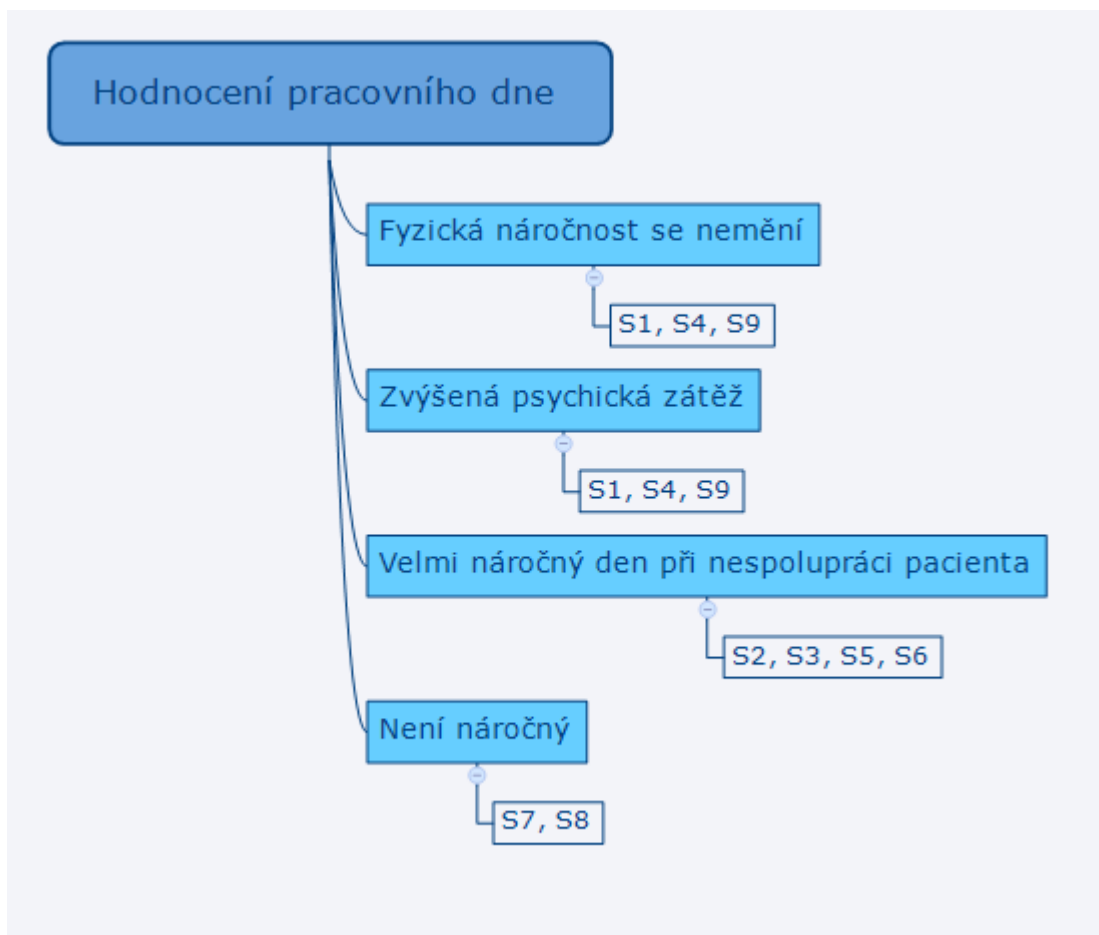 Hodnocení pracovního dne
Fyzická náročnost se nemění
S1, S4, S9
Zvýšená psychická zátěž
S1, S4, S9
Velmi náročný den při nespolupráci pacienta
S2, S3, S5, S6
Není náročný
S7, S8